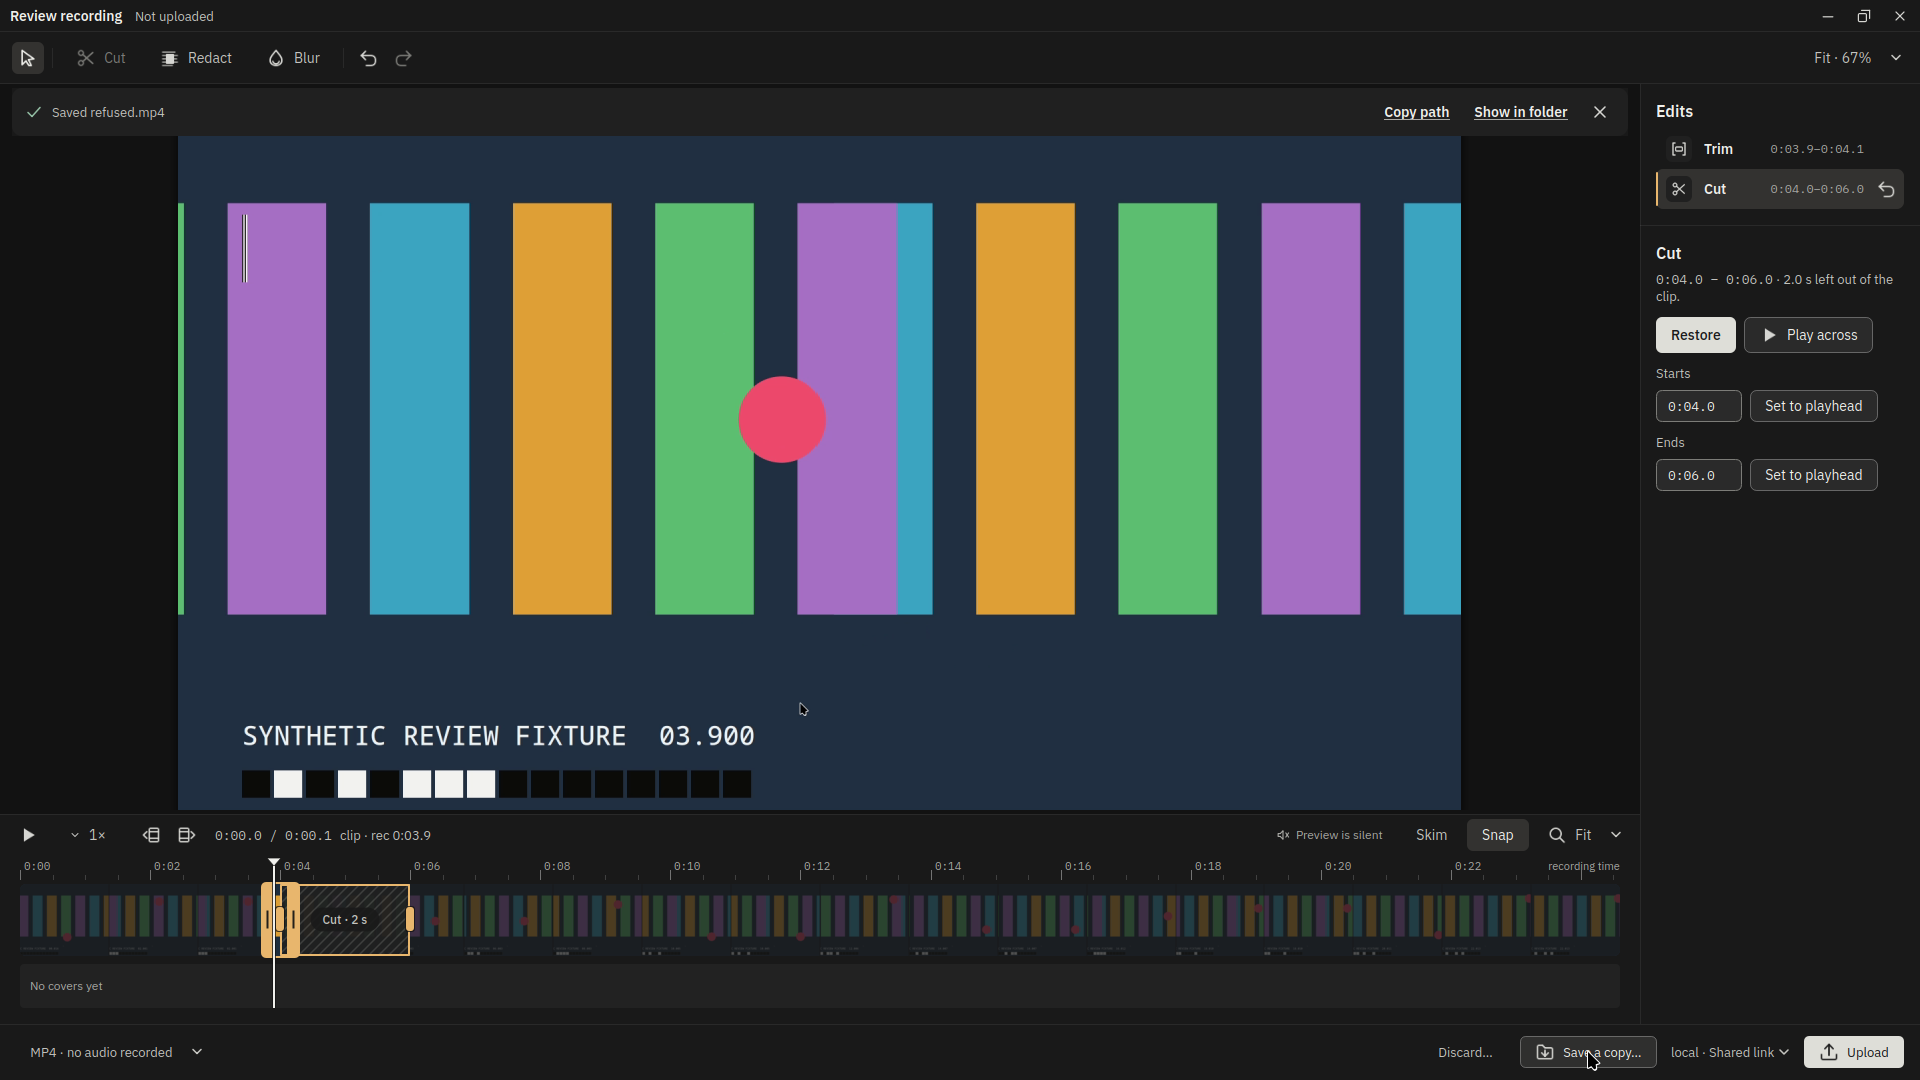 Review recording Not uploaded
Cut Redact Blur Fit · 67%
Saved refused.mp4 Copy path Show in folder
Edits
Trim 0:03.9–0:04.1
Cut 0:04.0–0:06.0
Cut
0:04.0 – 0:06.0 · 2.0 s left out of the
clip.
Restore Play across
Starts
0:04.0 Set to playhead
Ends
0:06.0 Set to playhead
SYNTHETIC REVIEW FIXTURE 03.900
1× 0:00.0 / 0:00.1 clip · rec 0:03.9 Preview is silent Skim Snap Fit
0:00 0:02 0:04 0:06 0:08 0:10 0:12 0:14 0:16 0:18 0:20 0:22 recording time
Cut · 2 s
No covers yet
MP4 · no audio recorded Discard... Save a copy... local · Shared link Upload